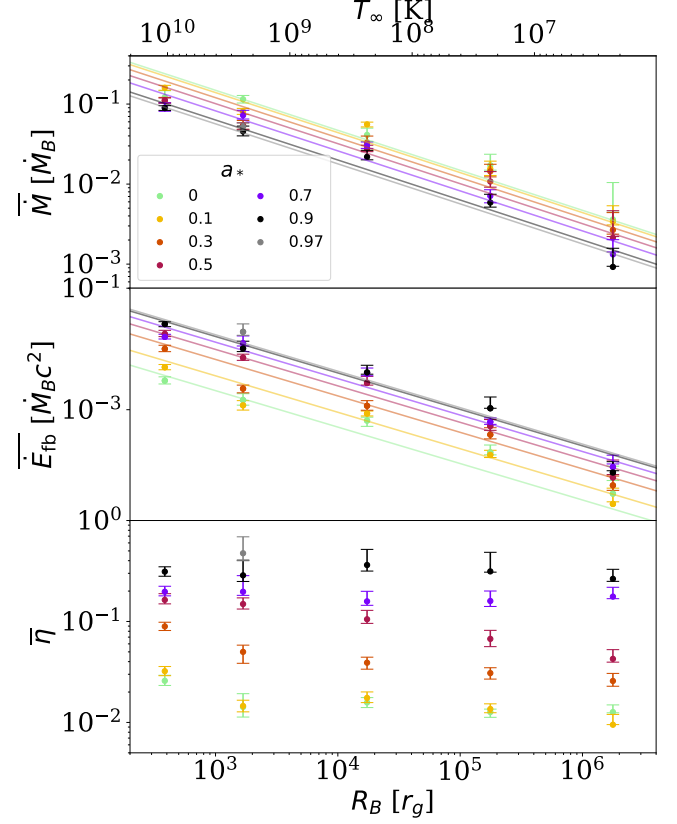 T∞ [K]
10^10 10^9 10^8 10^7
10^-1
10^-2
10^-3
\overline{\dot{M}} [\dot{M}_B]
a_*
0 0.7
0.1 0.9
0.3 0.97
0.5
10^-1
10^-3
\overline{\dot{E}_{fb}} [\dot{M}_B c^2]
10^0
10^-1
10^-2
\overline{η}
10^3 10^4 10^5 10^6
R_B [r_g]